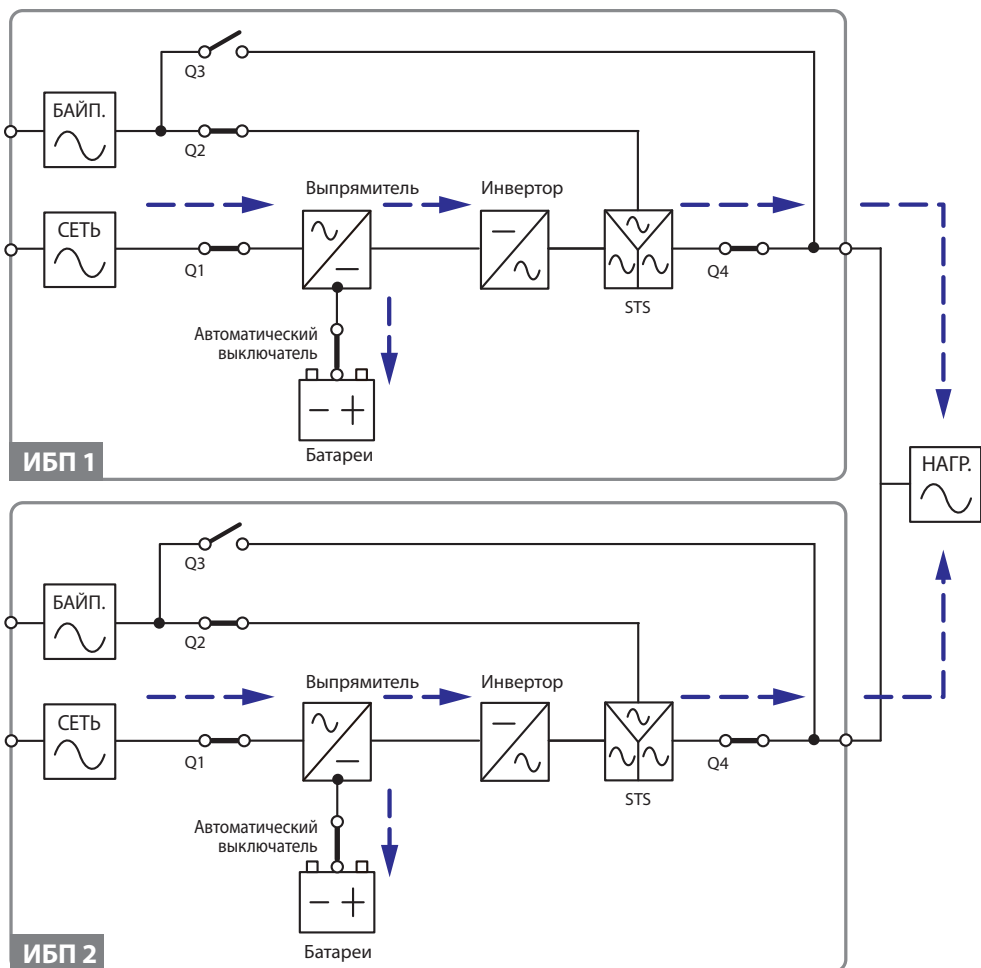 Q3
БАЙП.
Q2
Выпрямитель
Инвертор
СЕТЬ
Q1
Q4
STS
Автоматический
выключатель
Батареи
ИБП 1
НАГР.
Q3
БАЙП.
Q2
Выпрямитель
Инвертор
СЕТЬ
Q1
Q4
STS
Автоматический
выключатель
Батареи
ИБП 2